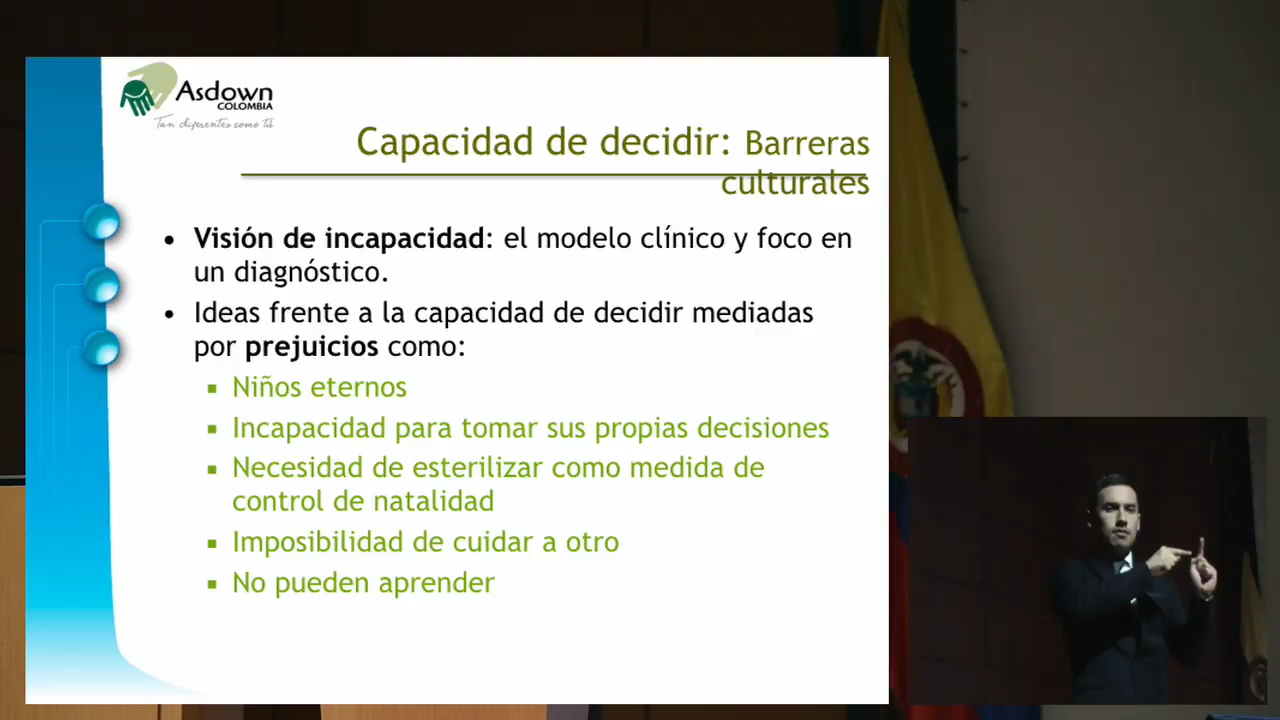 Asdown
COLOMBIA
Tan diferentes como Tú
Capacidad de decidir: Barreras
culturales
• Visión de incapacidad: el modelo clínico y foco en
un diagnóstico.
• Ideas frente a la capacidad de decidir mediadas
por prejuicios como:
▪ Niños eternos
▪ Incapacidad para tomar sus propias decisiones
▪ Necesidad de esterilizar como medida de
control de natalidad
▪ Imposibilidad de cuidar a otro
▪ No pueden aprender